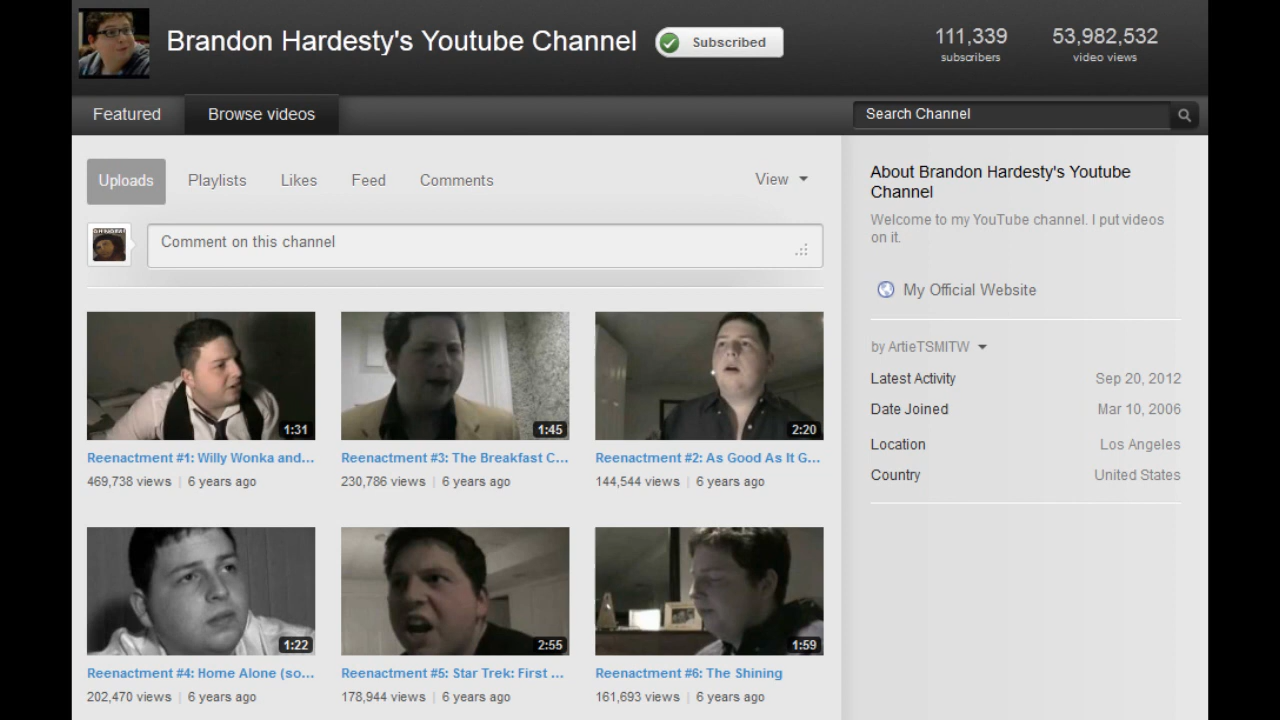 Brandon Hardesty's Youtube Channel
Subscribed
111,339
subscribers
53,982,532
video views
Featured
Browse videos
Search Channel
Uploads
Playlists
Likes
Feed
Comments
View
Comment on this channel
1:31
Reenactment #1: Willy Wonka and...
469,738 views | 6 years ago
1:45
Reenactment #3: The Breakfast C...
230,786 views | 6 years ago
2:20
Reenactment #2: As Good As It G...
144,544 views | 6 years ago
1:22
Reenactment #4: Home Alone (so...
202,470 views | 6 years ago
2:55
Reenactment #5: Star Trek: First ...
178,944 views | 6 years ago
1:59
Reenactment #6: The Shining
161,693 views | 6 years ago
About Brandon Hardesty's Youtube
Channel
Welcome to my YouTube channel. I put videos
on it.
My Official Website
by ArtieTSMITW
Latest Activity Sep 20, 2012
Date Joined Mar 10, 2006
Location Los Angeles
Country United States